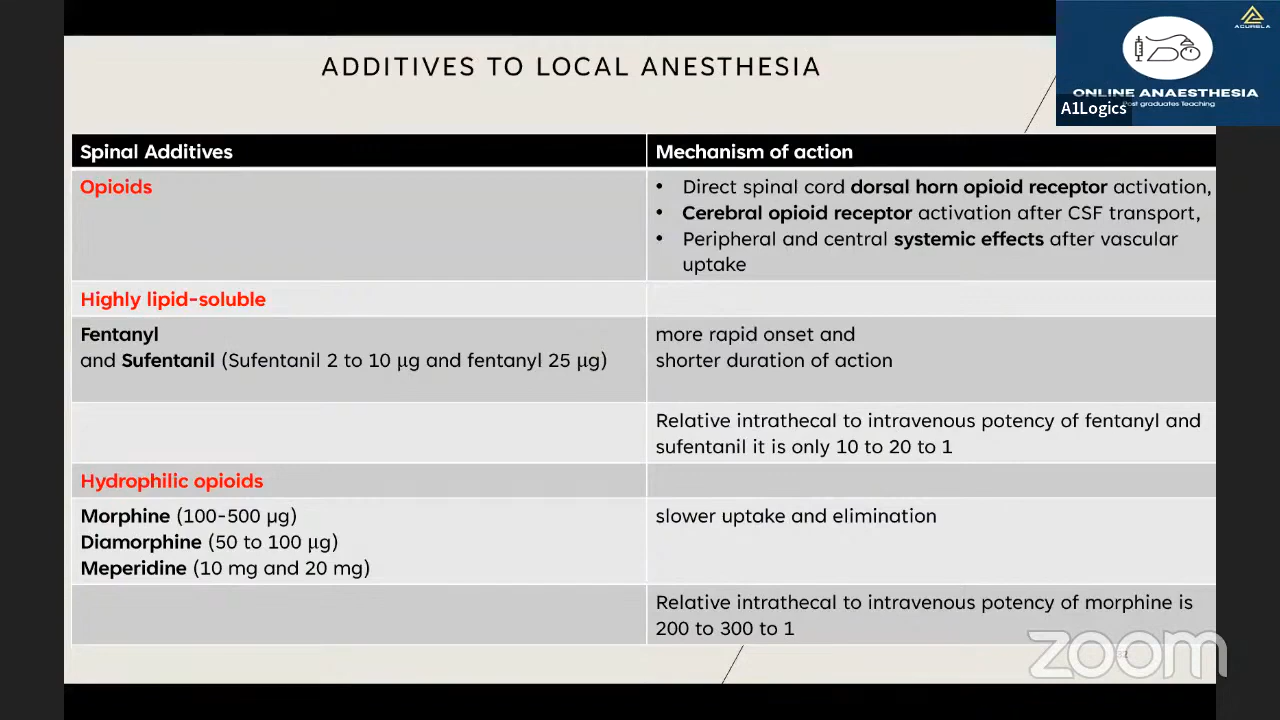 ADDITIVES TO LOCAL ANESTHESIA
ACURELA
ONLINE ANAESTHESIA
Post graduates Teaching
A1Logics
Spinal Additives
Mechanism of action
Opioids
• Direct spinal cord dorsal horn opioid receptor activation,
• Cerebral opioid receptor activation after CSF transport,
• Peripheral and central systemic effects after vascular
uptake
Highly lipid-soluble
Fentanyl
and Sufentanil (Sufentanil 2 to 10 μg and fentanyl 25 μg)
more rapid onset and
shorter duration of action
Relative intrathecal to intravenous potency of fentanyl and
sufentanil it is only 10 to 20 to 1
Hydrophilic opioids
Morphine (100-500 μg)
Diamorphine (50 to 100 μg)
Meperidine (10 mg and 20 mg)
slower uptake and elimination
Relative intrathecal to intravenous potency of morphine is
200 to 300 to 1
zoom